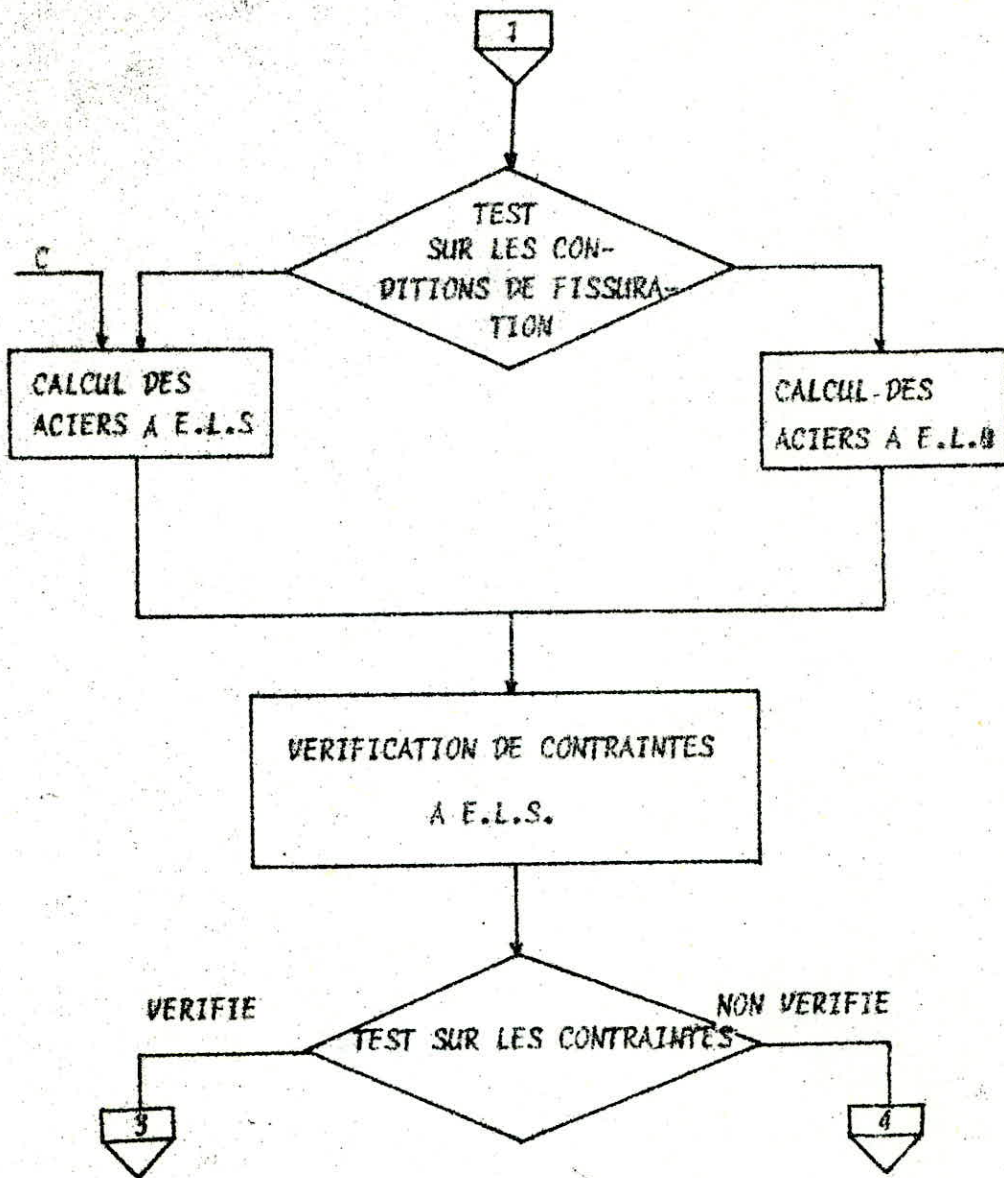 1
TEST
SUR LES CON-
DITIONS DE FISSURA-
TION
C
CALCUL DES
ACIERS A E.L.S
CALCUL-DES
ACIERS A E.L.U
VERIFICATION DE CONTRAINTES
A E.L.S.
VERIFIE
NON VERIFIE
TEST SUR LES CONTRAINTES
3
4